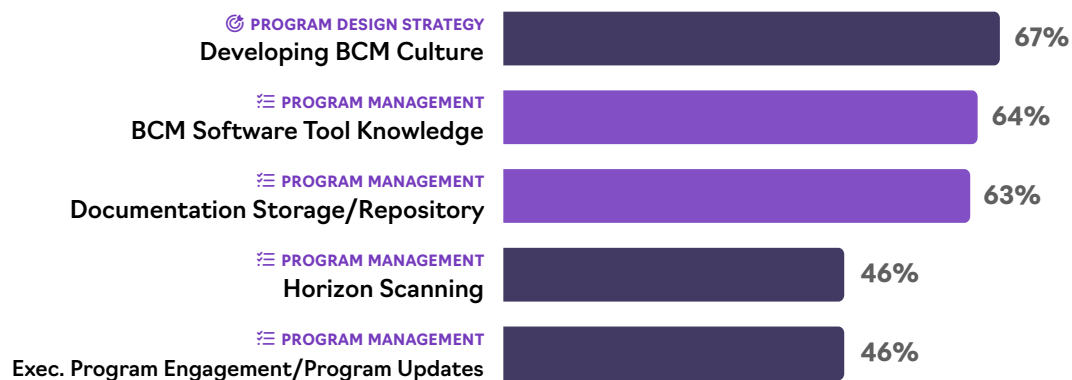 PROGRAM DESIGN STRATEGY
Developing BCM Culture
67%
PROGRAM MANAGEMENT
BCM Software Tool Knowledge
64%
PROGRAM MANAGEMENT
Documentation Storage/Repository
63%
PROGRAM MANAGEMENT
Horizon Scanning
46%
PROGRAM MANAGEMENT
Exec. Program Engagement/Program Updates
46%